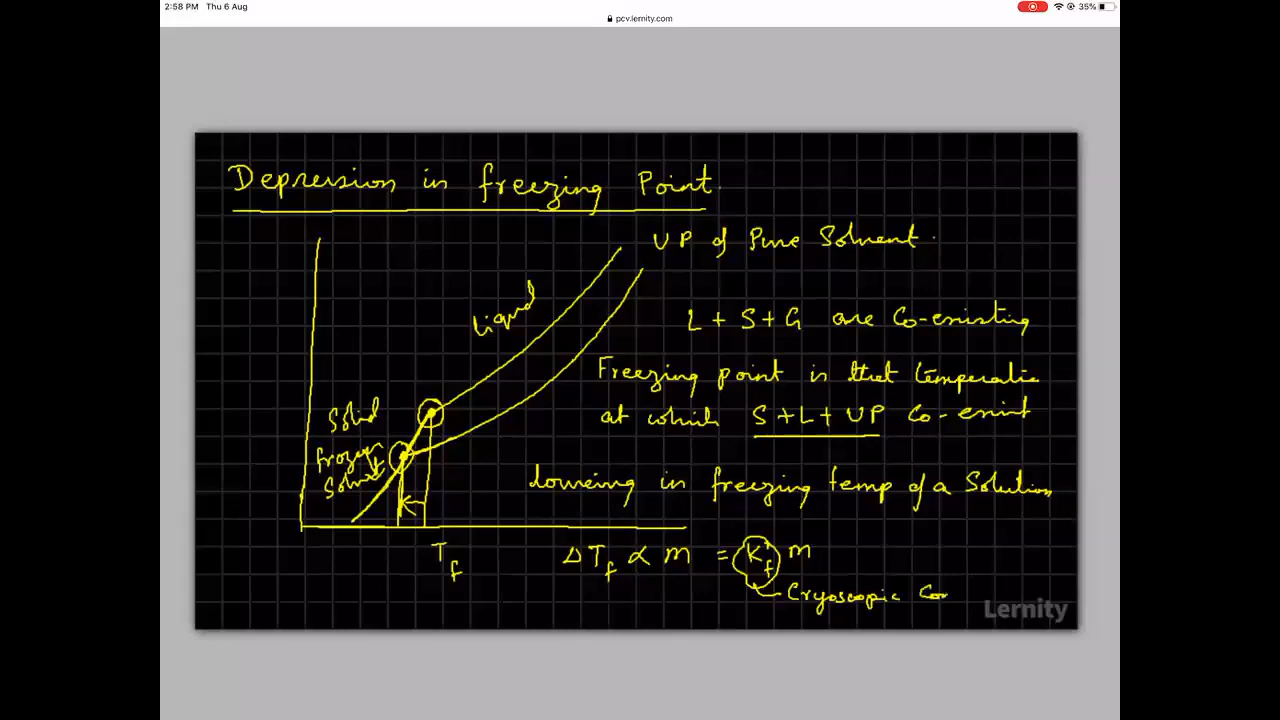 2:58 PM Thu 6 Aug
35%
pcv.lernity.com
Depression in freezing Point
VP of Pure Solvent
Liquid
L + S + G are Co-existing
Freezing point is that temperature
Solid
at which S + L + VP Co-exist
frozen
Solvent
lowering in freezing temp of a Solution
Tf
ΔTf ∝ m = Kf m
Cryoscopic Con
Lernity